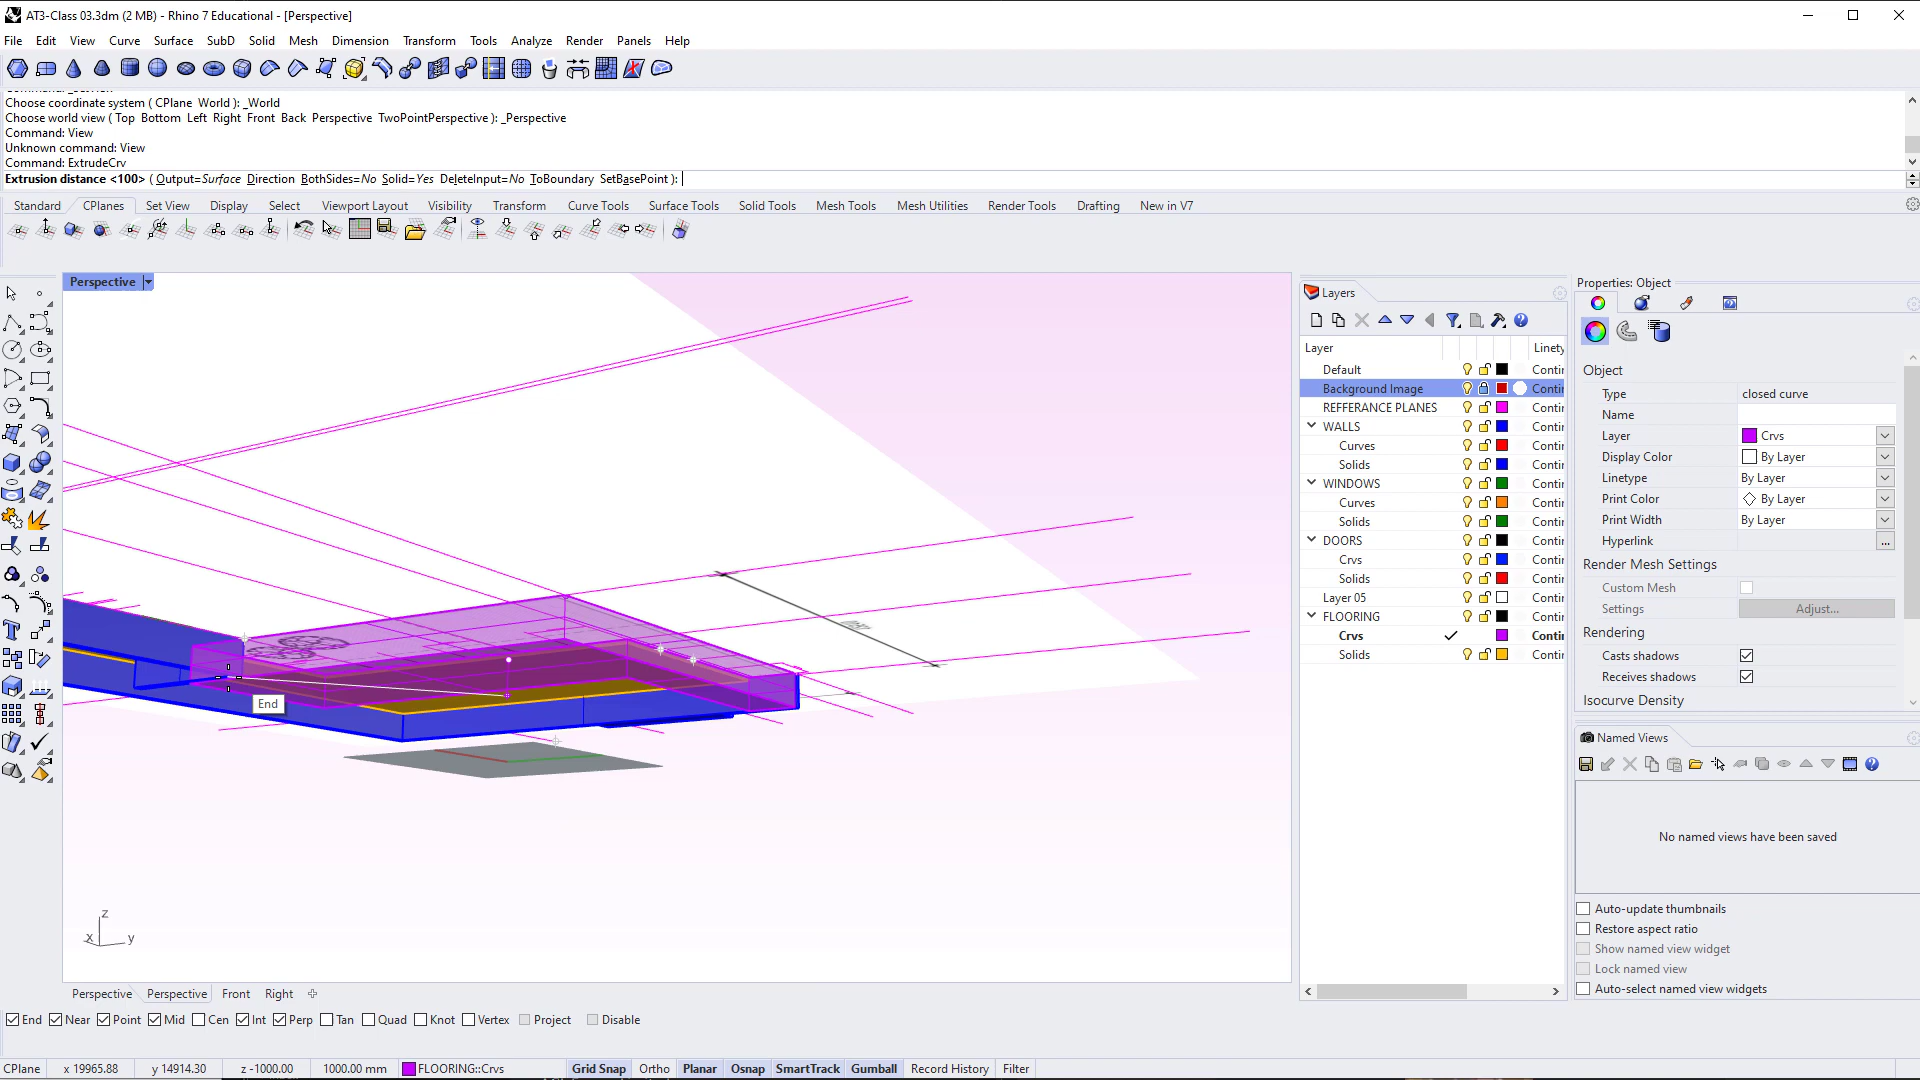 AT3-Class 03.3dm (2 MB) - Rhino 7 Educational - [Perspective]
File Edit View Curve Surface SubD Solid Mesh Dimension Transform Tools Analyze Render Panels Help
Choose coordinate system ( CPlane World ): _World
Choose world view ( Top Bottom Left Right Front Back Perspective TwoPointPerspective ): _Perspective
Command: View
Unknown command: View
Command: ExtrudeCrv
Extrusion distance <100> ( Output=Surface Direction BothSides=No Solid=Yes DeleteInput=No ToBoundary SetBasePoint ):
Standard CPlanes Set View Display Select Viewport Layout Visibility Transform Curve Tools Surface Tools Solid Tools Mesh Tools Mesh Utilities Render Tools Drafting New in V7
Perspective
End
z
x y
Perspective Perspective Front Right
Layers
Layer Linety
Default Contir
Background Image Contir
REFFERANCE PLANES Contir
WALLS Contir
Curves Contir
Solids Contir
WINDOWS Contir
Curves Contir
Solids Contir
DOORS Contir
Crvs Contir
Solids Contir
Layer 05 Contir
FLOORING Contir
Crvs Contir
Solids Contir
Properties: Object
Object
Type closed curve
Name
Layer Crvs
Display Color By Layer
Linetype By Layer
Print Color By Layer
Print Width By Layer
Hyperlink ...
Render Mesh Settings
Custom Mesh
Settings Adjust...
Rendering
Casts shadows
Receives shadows
Isocurve Density
Named Views
No named views have been saved
Auto-update thumbnails
Restore aspect ratio
Show named view widget
Lock named view
Auto-select named view widgets
End Near Point Mid Cen Int Perp Tan Quad Knot Vertex Project Disable
CPlane x 19965.88 y 14914.30 z -1000.00 1000.00 mm FLOORING::Crvs Grid Snap Ortho Planar Osnap SmartTrack Gumball Record History Filter